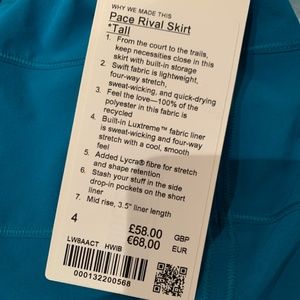 WHY WE MADE THIS
Pace Rival Skirt
*Tall
1. From the court to the trails,
keep necessities close in this
skirt with built-in storage
2. Swift fabric is lightweight,
four-way stretch,
sweat-wicking, and quick-drying
3. Feel the love—100% of the
polyester in this fabric is
recycled
4. Built-in Luxtreme™ fabric liner
is sweat-wicking and four-way
stretch with a cool, smooth
feel
5. Added Lycra® fibre for stretch
and shape retention
6. Stash your stuff in the side
drop-in pockets on the short
liner
7. Mid rise, 3.5" liner length
4
£58.00 GBP
€68,00 EUR
LW8AACT HWIB
000132200568